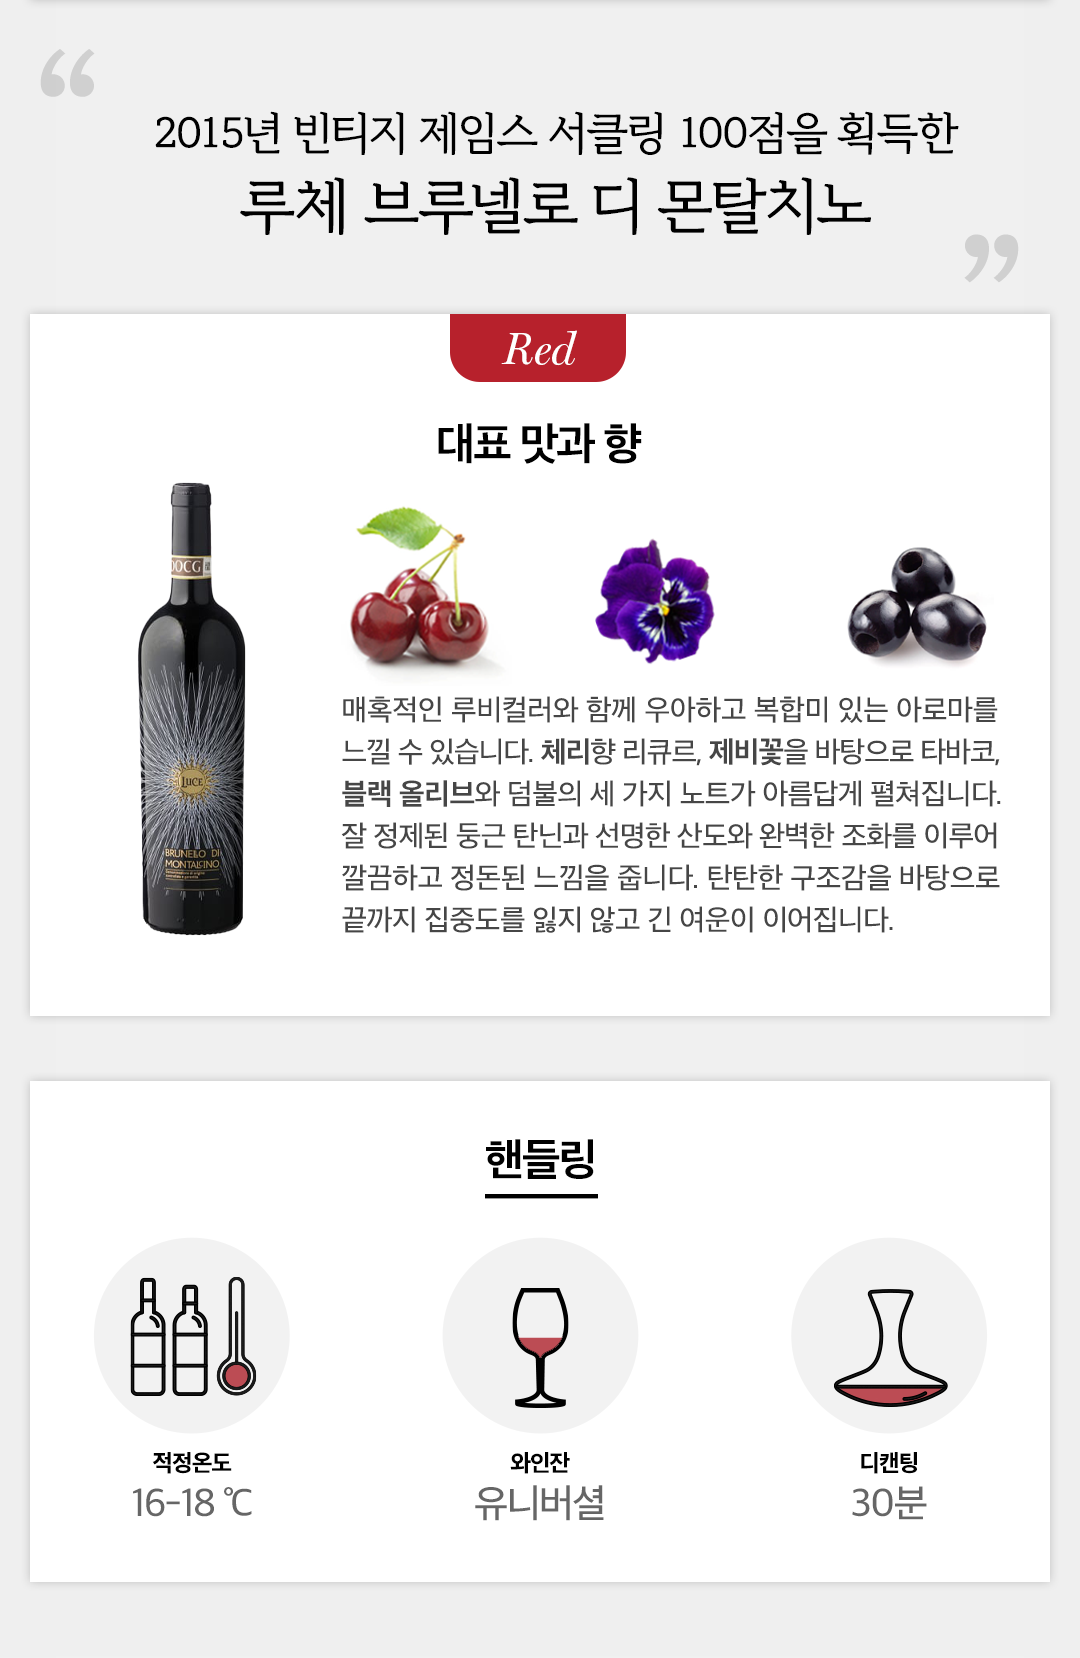 “
2015년 빈티지 제임스 서클링 100점을 획득한
루체 브루넬로 디 몬탈치노
”
Red
대표 맛과 향
DOCG
LUCE
BRUNELLO DI
MONTALCINO
매혹적인 루비컬러와 함께 우아하고 복합미 있는 아로마를
느낄 수 있습니다. 체리향 리큐르, 제비꽃을 바탕으로 타바코,
블랙 올리브와 덤불의 세 가지 노트가 아름답게 펼쳐집니다.
잘 정제된 둥근 탄닌과 선명한 산도와 완벽한 조화를 이루어
깔끔하고 정돈된 느낌을 줍니다. 탄탄한 구조감을 바탕으로
끝까지 집중도를 잃지 않고 긴 여운이 이어집니다.
핸들링
적정온도
16-18 ℃
와인잔
유니버셜
디캔팅
30분